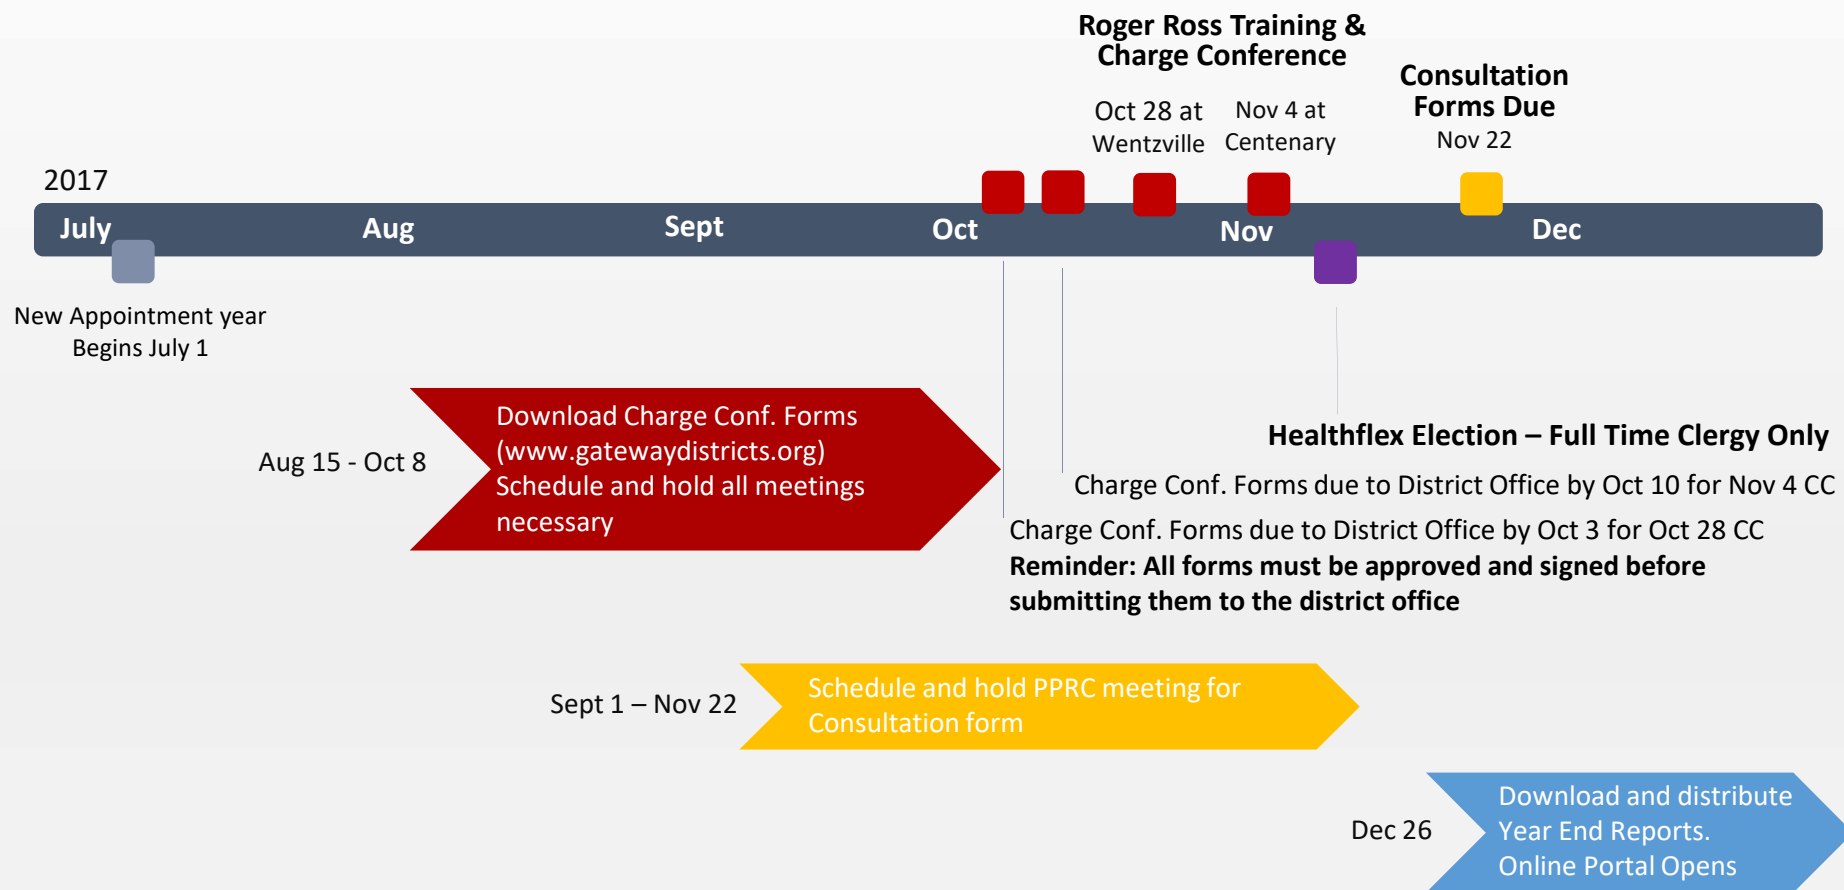 Roger Ross Training &
Charge Conference
Oct 28 at
Wentzville
Nov 4 at
Centenary
Consultation
Forms Due
Nov 22
2017
July
Aug
Sept
Oct
Nov
Dec
New Appointment year
Begins July 1
Aug 15 - Oct 8
Download Charge Conf. Forms
(www.gatewaydistricts.org)
Schedule and hold all meetings
necessary
Healthflex Election – Full Time Clergy Only
Charge Conf. Forms due to District Office by Oct 10 for Nov 4 CC
Charge Conf. Forms due to District Office by Oct 3 for Oct 28 CC
Reminder: All forms must be approved and signed before
submitting them to the district office
Sept 1 – Nov 22
Schedule and hold PPRC meeting for
Consultation form
Dec 26
Download and distribute
Year End Reports.
Online Portal Opens